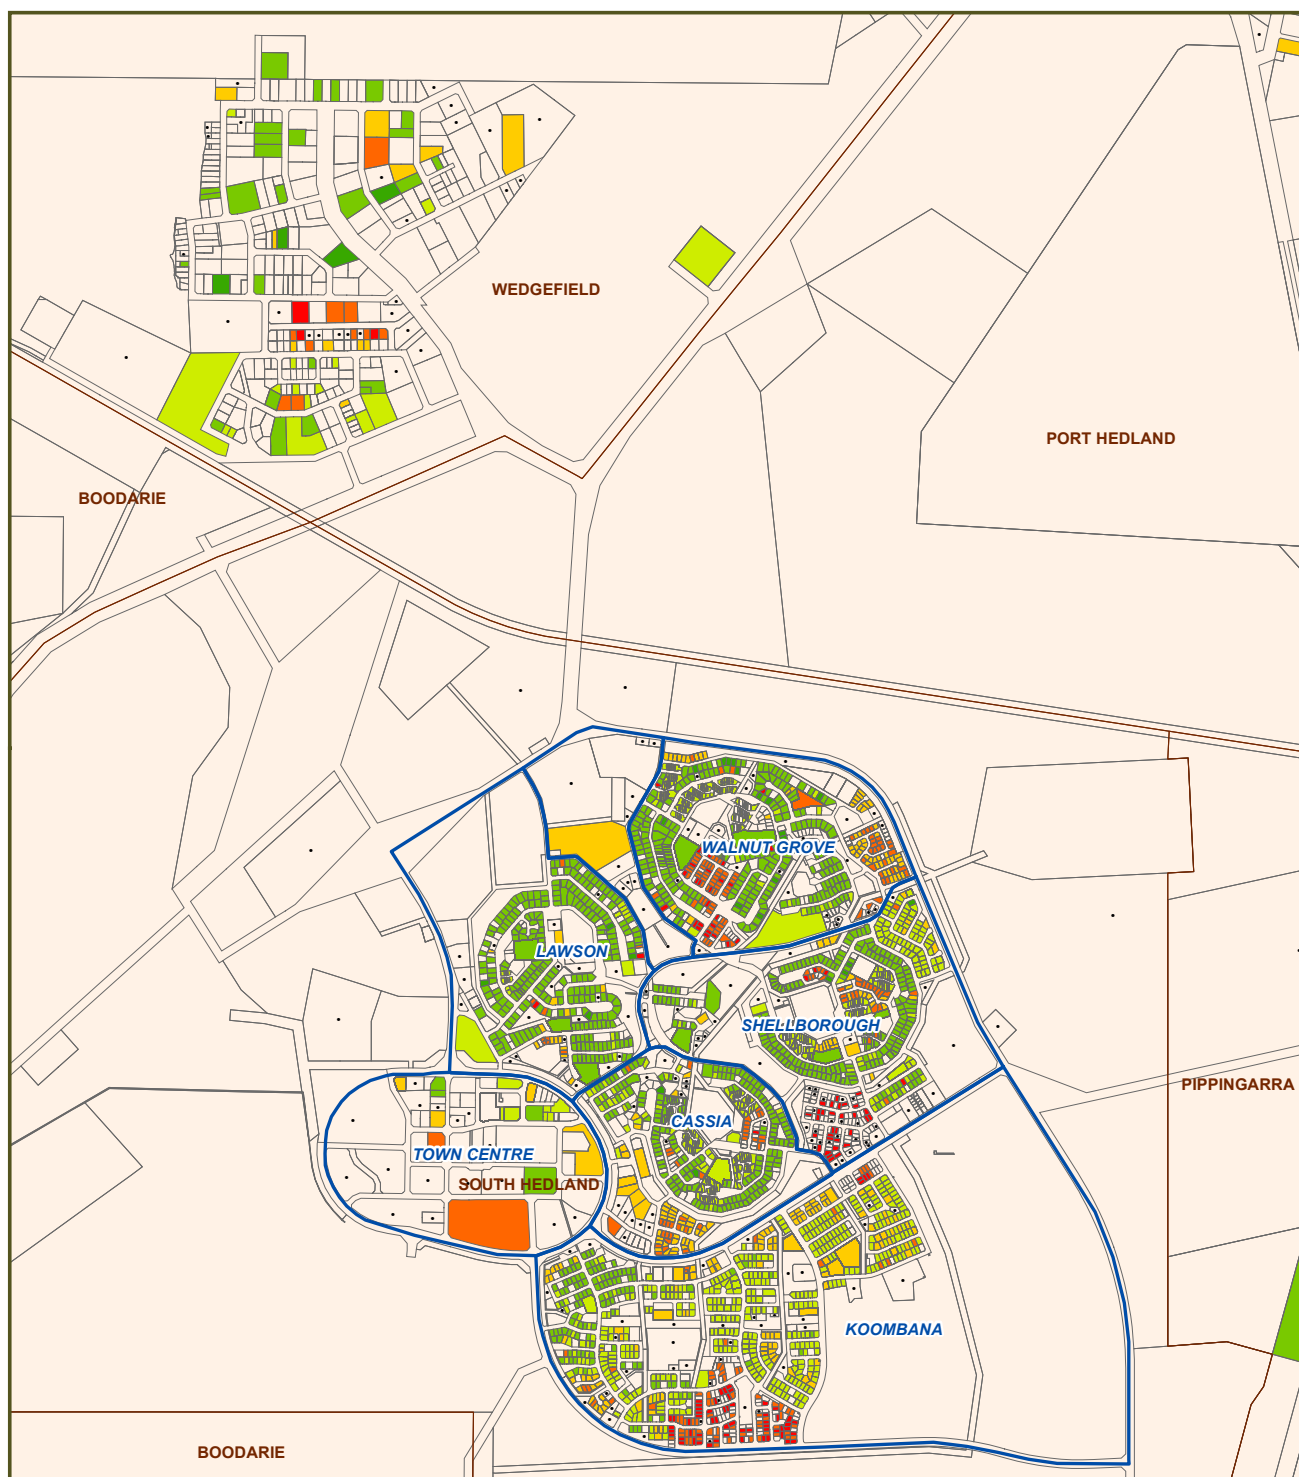 WEDGEFIELD
PORT HEDLAND
BOODARIE
WALNUT GROVE
LAWSON
SHELLBOROUGH
PIPPINGARRA
CASSIA
TOWN CENTRE
SOUTH HEDLAND
KOOMBANA
BOODARIE